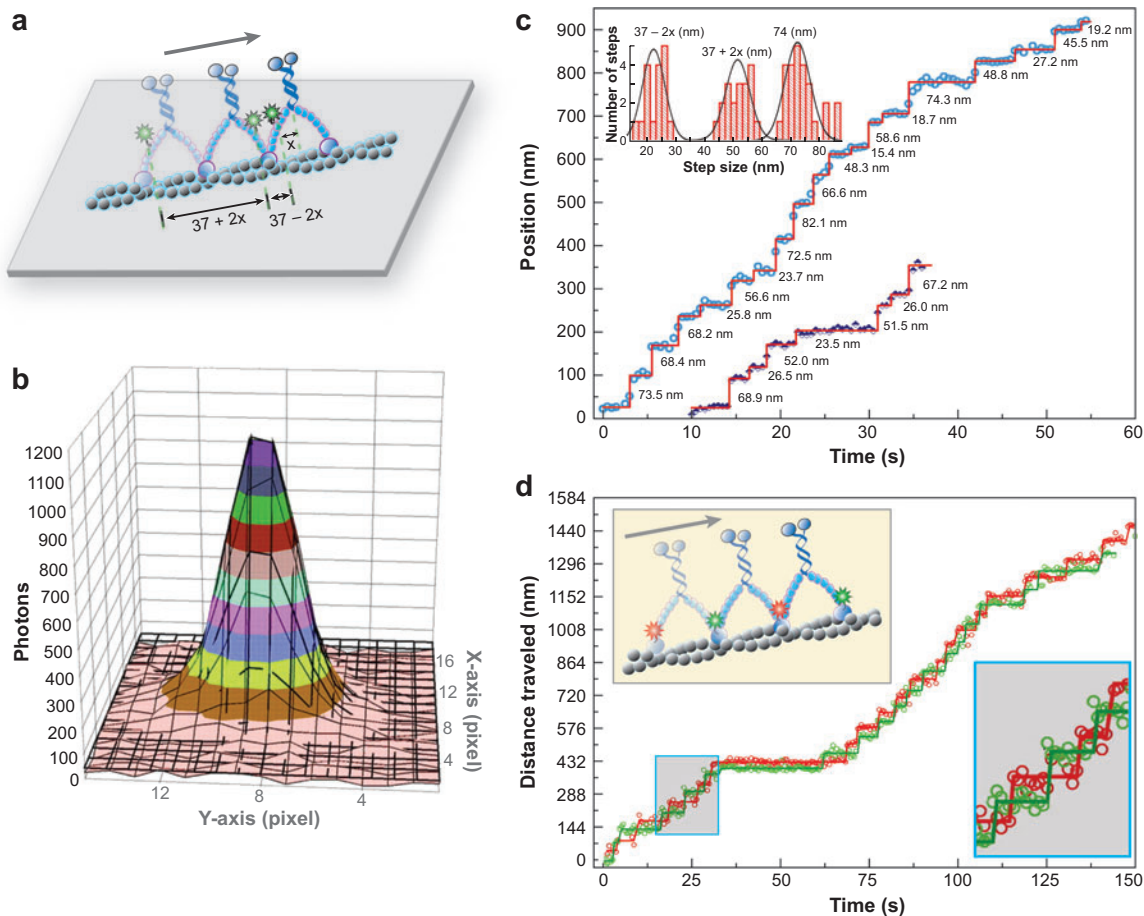 a
x
37 + 2x
37 – 2x
b
Photons
1200
1100
1000
900
800
700
600
500
400
300
200
100
0
12
8
4
Y-axis (pixel)
16
12
8
4
X-axis (pixel)
c
Position (nm)
900
800
700
600
500
400
300
200
100
0
0
10
20
30
40
50
60
Time (s)
37 – 2x (nm)
37 + 2x (nm)
74 (nm)
Number of steps
4
2
0
20
30
40
50
60
70
80
Step size (nm)
19.2 nm
45.5 nm
27.2 nm
48.8 nm
74.3 nm
18.7 nm
58.6 nm
15.4 nm
48.3 nm
66.6 nm
82.1 nm
72.5 nm
23.7 nm
56.6 nm
25.8 nm
68.2 nm
68.4 nm
73.5 nm
67.2 nm
26.0 nm
51.5 nm
23.5 nm
52.0 nm
26.5 nm
68.9 nm
d
Distance traveled (nm)
1584
1440
1296
1152
1008
864
720
576
432
288
144
0
0
25
50
75
100
125
150
Time (s)